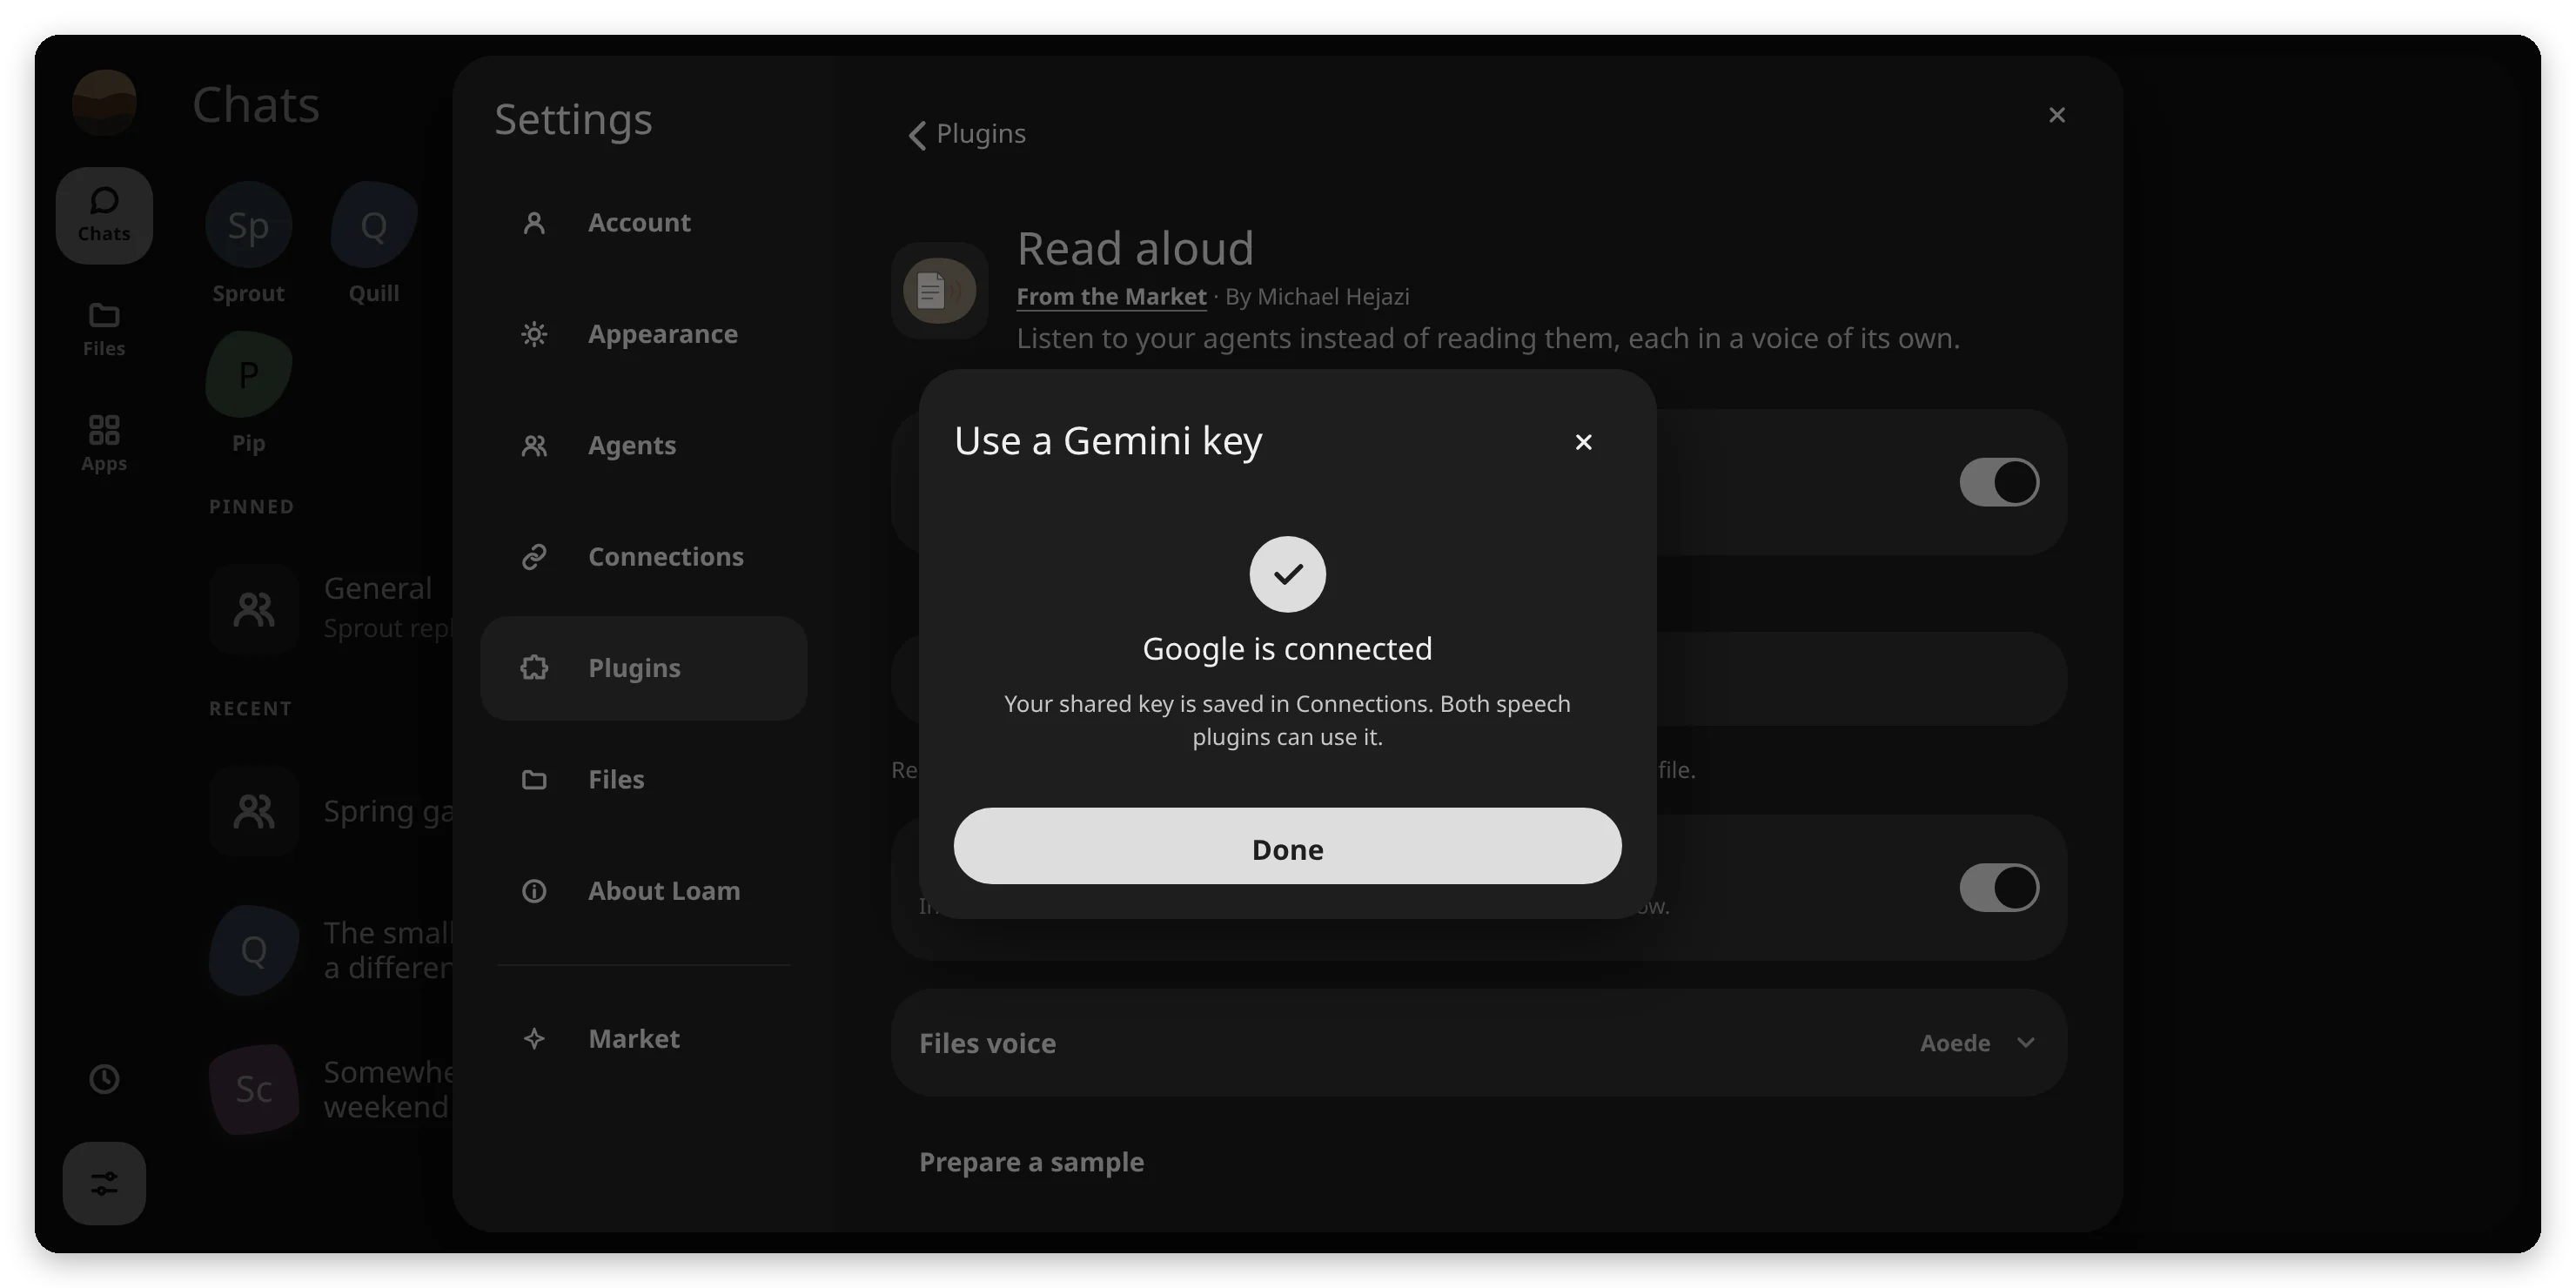 Chats
Chats
Files
Apps
Sp
Sprout
Q
Quill
P
Pip
PINNED
General
Sprout repl
RECENT
Spring ga
Q
The small
a differen
Sc
Somewhe
weekend
Settings
Account
Appearance
Agents
Connections
Plugins
Files
About Loam
Market
Plugins
Read aloud
From the Market · By Michael Hejazi
Listen to your agents instead of reading them, each in a voice of its own.
Use a Gemini key
Google is connected
Your shared key is saved in Connections. Both speech
plugins can use it.
Done
Re
file.
In
ow.
Files voice
Aoede
Prepare a sample